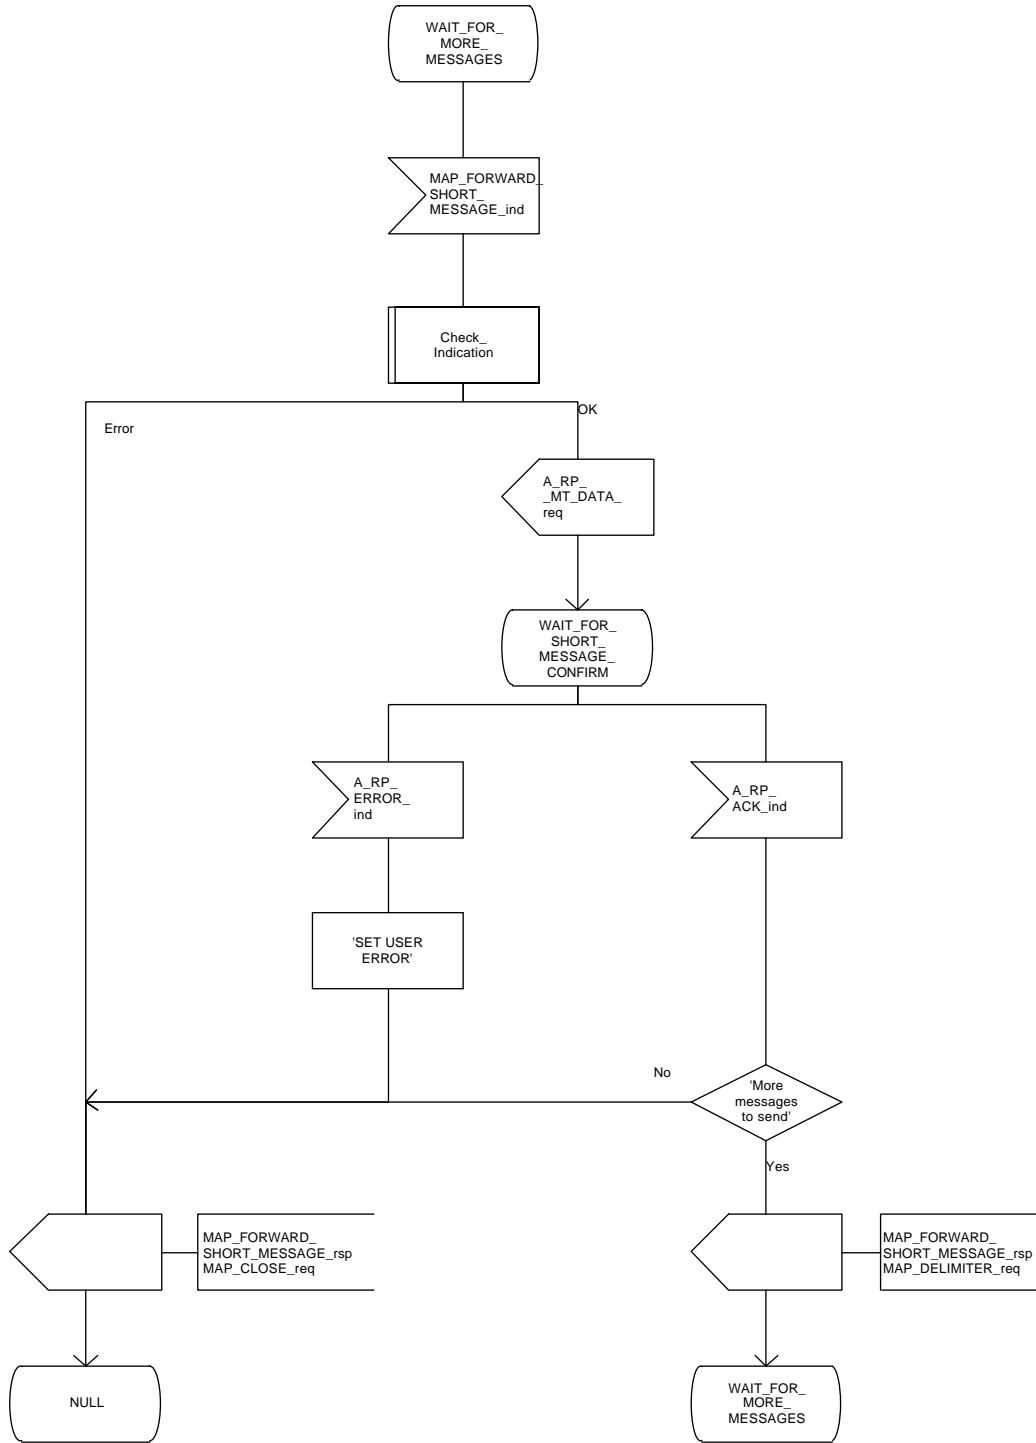 WAIT_FOR_
MORE_
MESSAGES
MAP_FORWARD_
SHORT_
MESSAGE_ind
Check_
Indication
Error
OK
A_RP_
_MT_DATA_
req
WAIT_FOR_
SHORT_
MESSAGE_
CONFIRM
A_RP_
ERROR_
ind
A_RP_
ACK_ind
'SET USER
ERROR'
No
'More
messages
to send'
Yes
MAP_FORWARD_
SHORT_MESSAGE_rsp
MAP_CLOSE_req
MAP_FORWARD_
SHORT_MESSAGE_rsp
MAP_DELIMITER_req
NULL
WAIT_FOR_
MORE_
MESSAGES